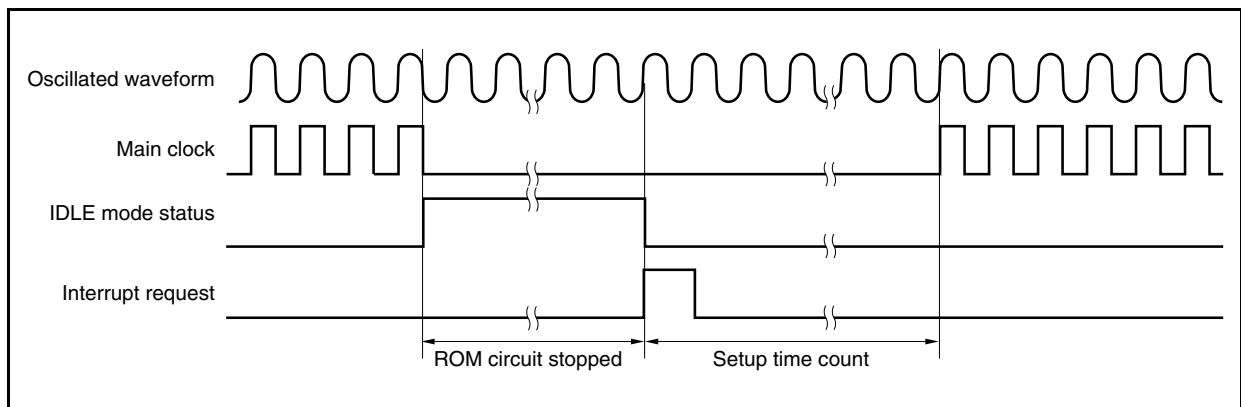 Oscillated waveform
Main clock
IDLE mode status
Interrupt request
ROM circuit stopped
Setup time count